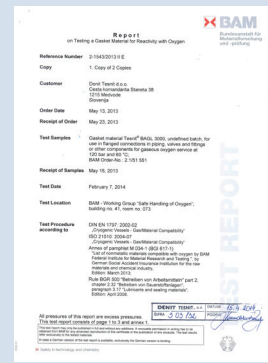 BAM
Bundesanstalt für
Materialforschung
und -prüfung
Report
on Testing a Gasket Material for Reactivity with Oxygen
Reference Number 2-1543/2013 II E
Copy 1. Copy of 2 Copies
Customer Donit Tesnit d.o.o.
Cesta komandanta Staneta 38
1215 Medvode
Slovenija
Order Date May 13, 2013
Receipt of Order May 23, 2013
Test Samples Gasket material Tesnit® BAGL 3000, undefined batch, for
use in flanged connections in piping, valves and fittings
or other components for gaseous oxygen service at
120 bar and 60 °C;
BAM Order-No.: 2.1/51 581
Receipt of Samples May 18, 2013
Test Date February 7, 2014
Test Location BAM - Working Group "Safe Handling of Oxygen";
building no. 41, room no. 073
Test Procedure
according to
DIN EN 1797: 2002-02
„Cryogenic Vessels - Gas/Material Compatibility"
ISO 21010: 2004-07
„Cryogenic Vessels - Gas/Material Compatibility"
Annex of pamphlet M 034-1 (BGI 617-1)
"List of nonmetallic materials compatible with oxygen by BAM
Federal Institute for Material Research and Testing.", by
German Social Accident Insurance Institution for the raw
materials and chemical industry,
Edition: March 2013.
Rule BGR 500 "Betreiben von Arbeitsmitteln" part 2,
chapter 2.32 "Betreiben von Sauerstoffanlagen",
paragraph 3.17 "Lubricants and sealing materials",
Edition: April 2008.
All pressures of this report are excess pressures.
This test report consists of page 1 to 3 and annex 1.
DONIT TESNIT
DATUM
ŠIFRA
PODPIS
Safety in technology and chemistry
TEST REPORT